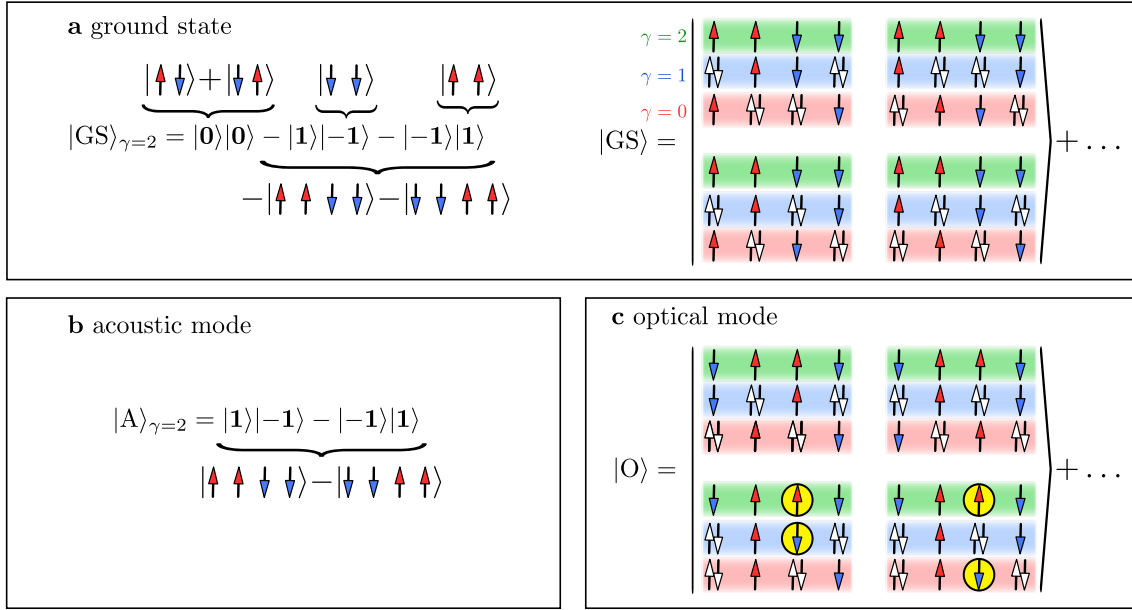 a ground state
|↑ ↓⟩+|↓ ↑⟩ |↓ ↓⟩ |↑ ↑⟩
|GS⟩γ=2 = |0⟩|0⟩ − |1⟩|−1⟩ − |−1⟩|1⟩
−|↑ ↑ ↓ ↓⟩−|↓ ↓ ↑ ↑⟩
γ = 2
γ = 1
γ = 0
|GS⟩ =
+ ...
b acoustic mode
|A⟩γ=2 = |1⟩|−1⟩ − |−1⟩|1⟩
|↑ ↑ ↓ ↓⟩−|↓ ↓ ↑ ↑⟩
c optical mode
|O⟩ =
+ ...